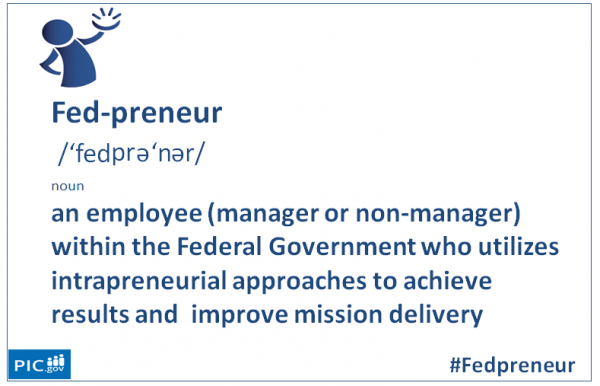 Fed-preneur
/‘fedprə‘nər/
noun
an employee (manager or non-manager)
within the Federal Government who utilizes
intrapreneurial approaches to achieve
results and  improve mission delivery
PIC.gov
#Fedpreneur